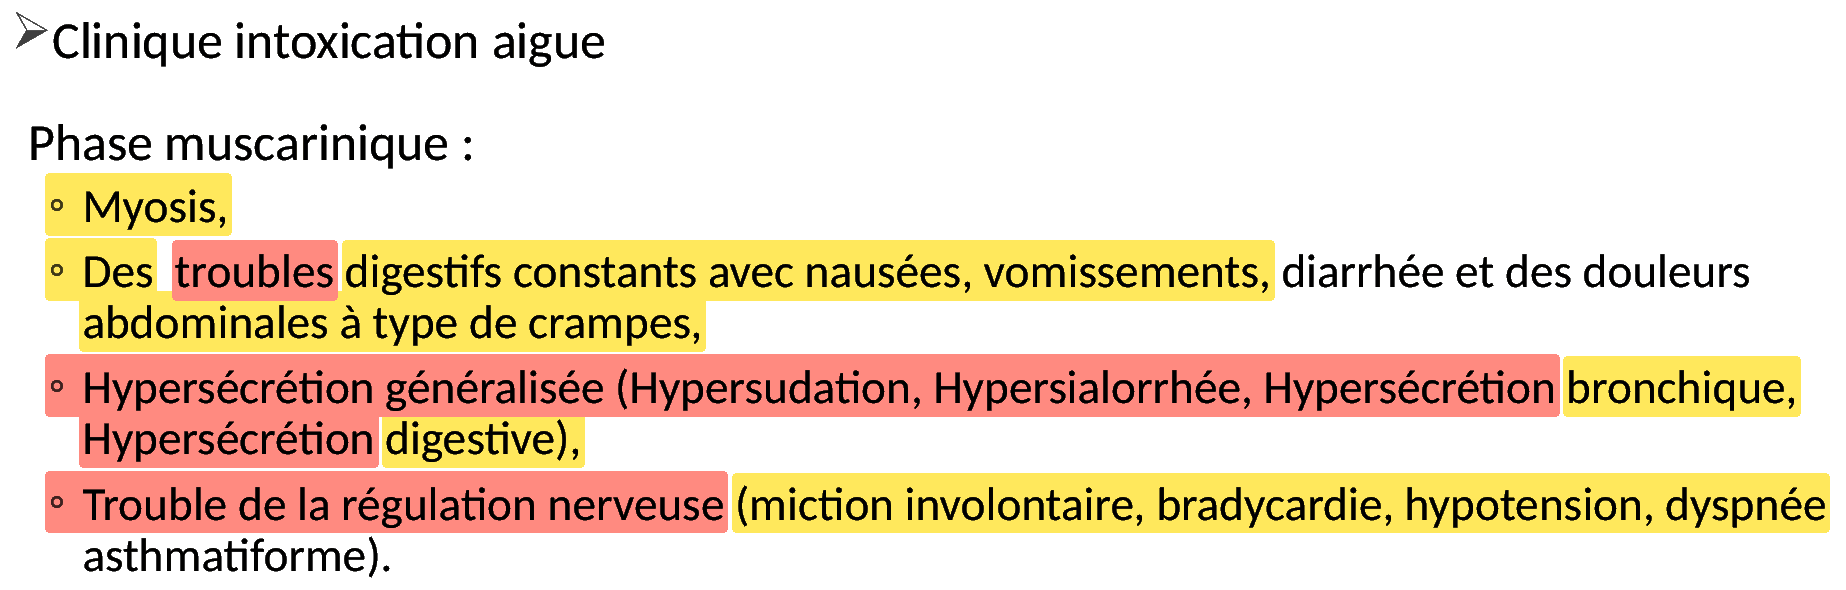 ➢Clinique intoxication aigue
Phase muscarinique :
◦ Myosis,
◦ Des troubles digestifs constants avec nausées, vomissements, diarrhée et des douleurs
abdominales à type de crampes,
◦ Hypersécrétion généralisée (Hypersudation, Hypersialorrhée, Hypersécrétion bronchique,
Hypersécrétion digestive),
◦ Trouble de la régulation nerveuse (miction involontaire, bradycardie, hypotension, dyspnée
asthmatiforme).